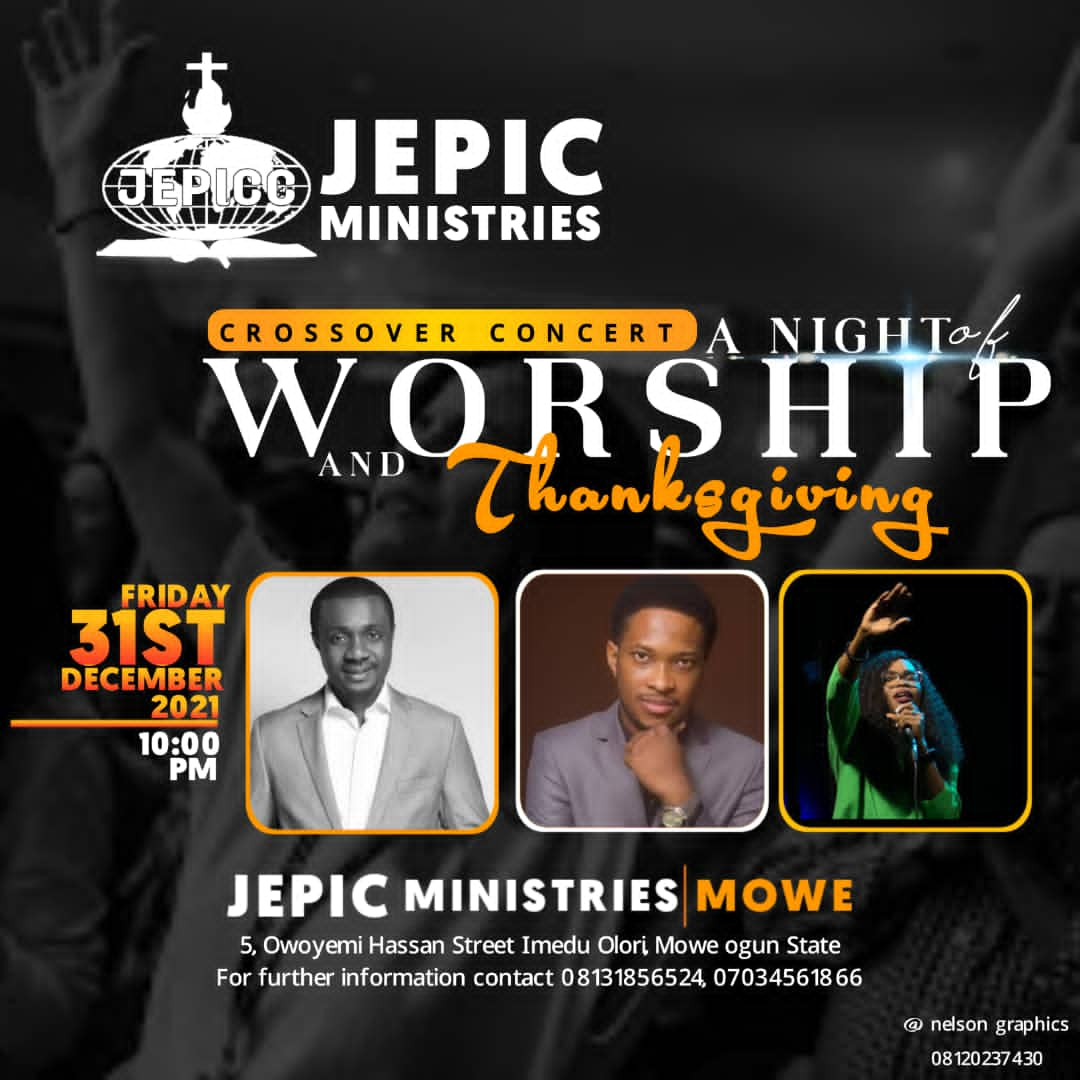 JEPICC
JEPIC
MINISTRIES
CROSSOVER CONCERT
A NIGHT of
WORSHIP
AND Thanksgiving
FRIDAY
31ST
DECEMBER
2021
10:00
PM
JEPIC MINISTRIES|MOWE
5, Owoyemi Hassan Street Imedu Olori, Mowe ogun State
For further information contact 08131856524, 07034561866
@ nelson graphics
08120237430